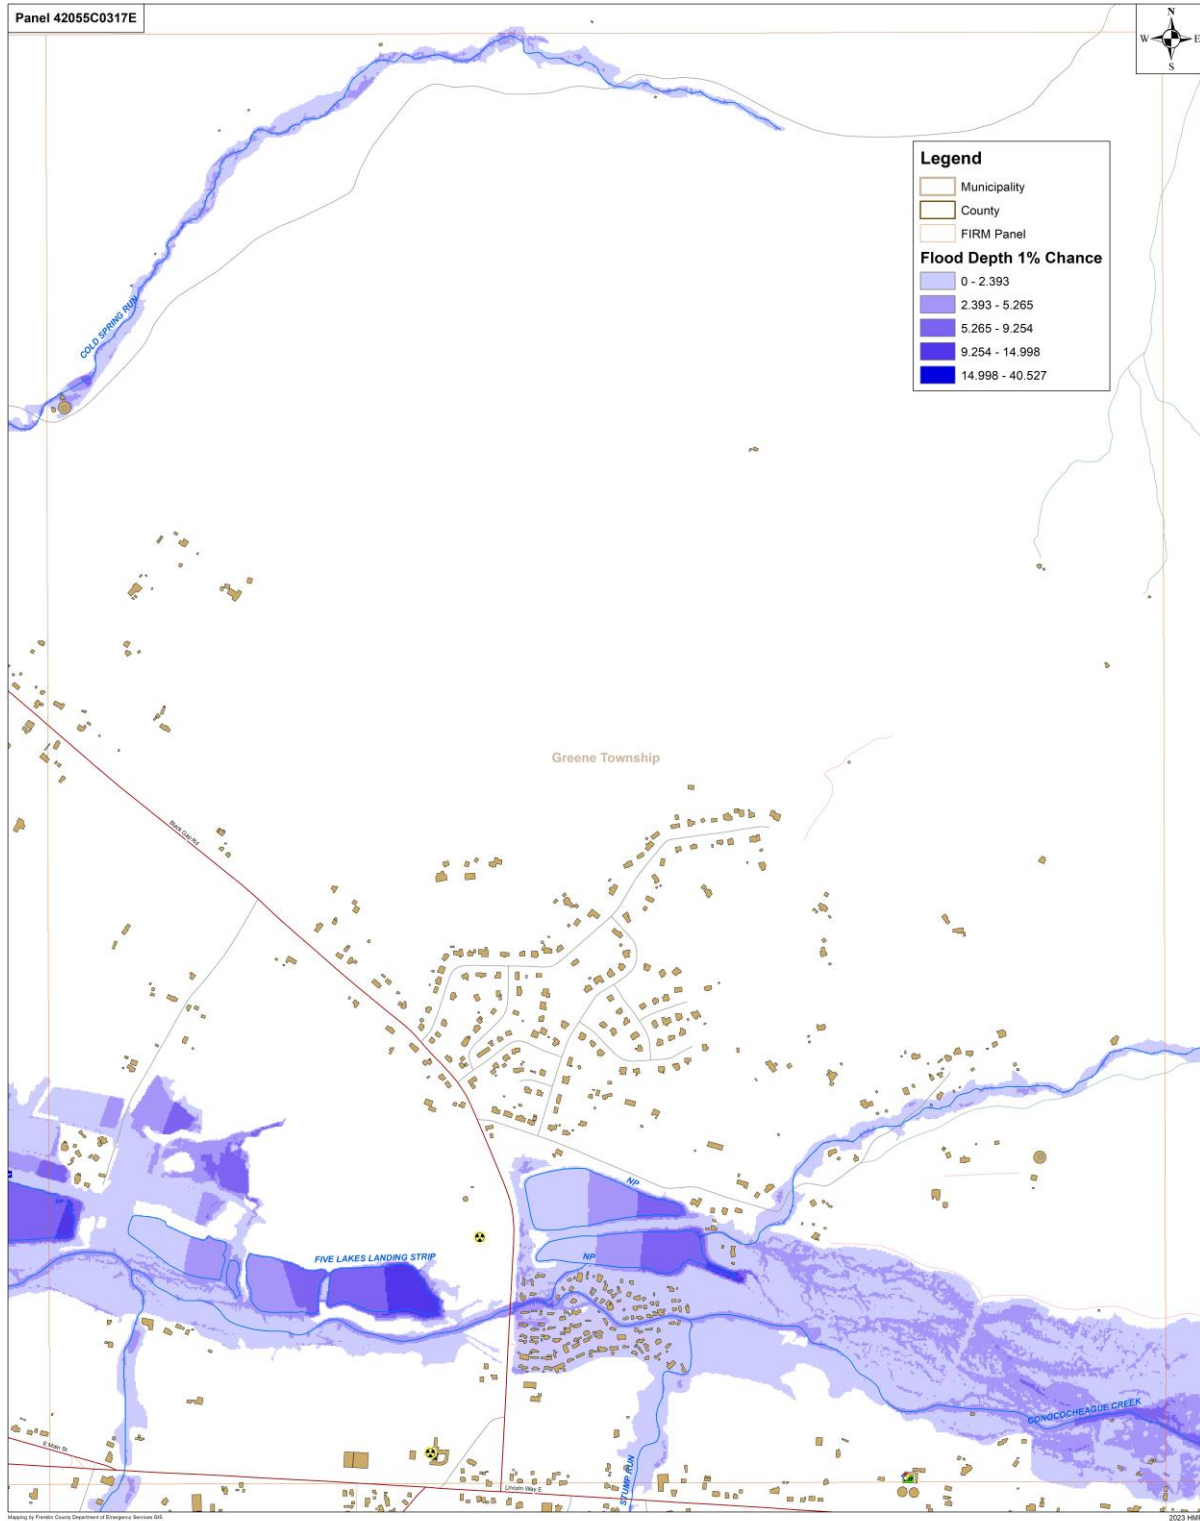 Panel 42055C0317E
N
W E
S
Legend
Municipality
County
FIRM Panel
Flood Depth 1% Chance
0 - 2.393
2.393 - 5.265
5.265 - 9.254
9.254 - 14.998
14.998 - 40.527
COLD SPRING RUN
Greene Township
Black Gap Rd
NP
NP
FIVE LAKES LANDING STRIP
CONOCOCHEAGUE CREEK
E Main St
STUMP RUN
Lincoln Way E
Mapping by Franklin County Department of Emergency Services GIS
2023 HMP